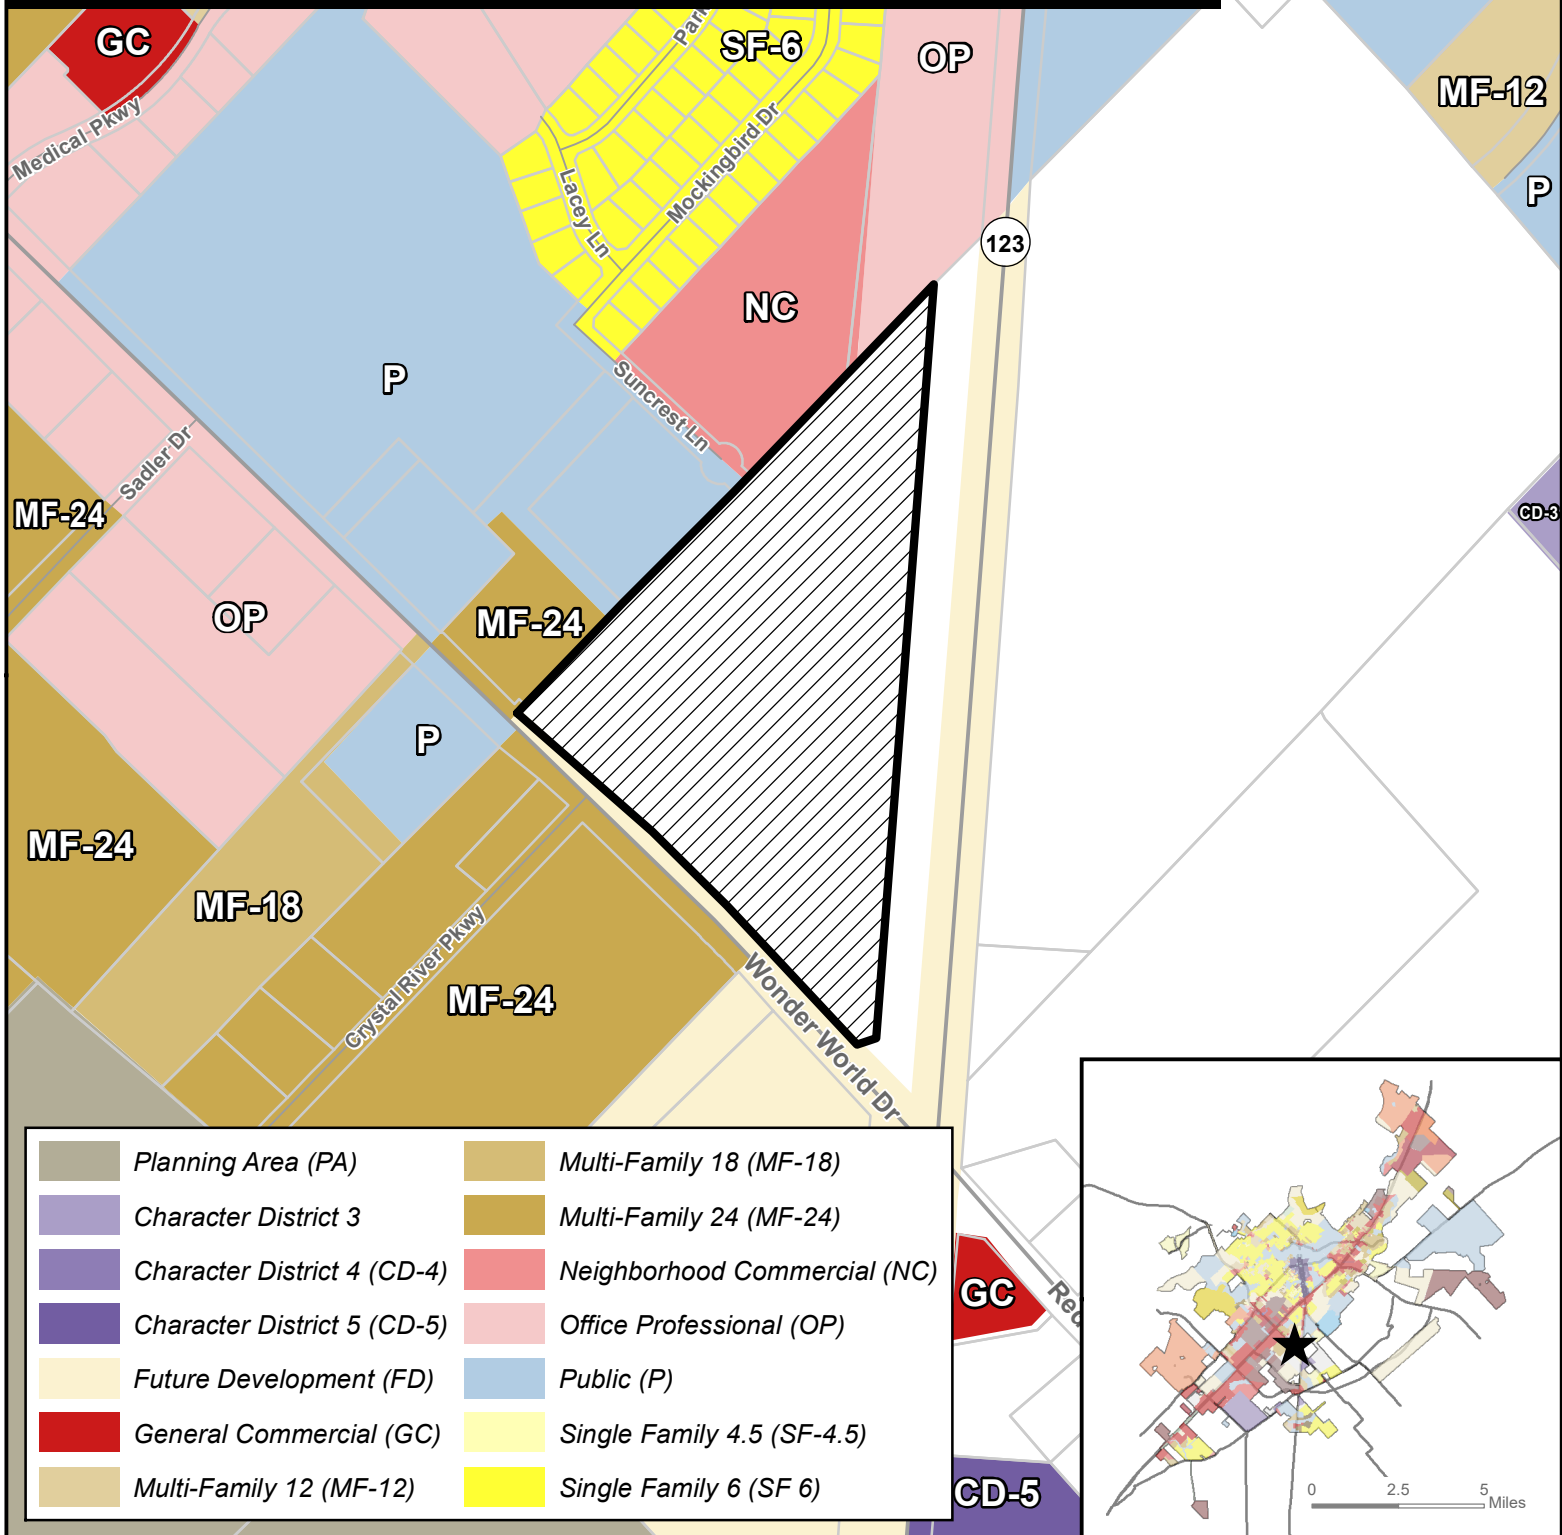 GC
Park
SF-6
OP
MF-12
Medical Pkwy
Mockingbird Dr
P
Lacey Ln
123
NC
P
Suncrest Ln
Sadler Dr
MF-24
CD-3
OP
MF-24
P
MF-24
MF-18
Crystal River Pkwy
MF-24
Wonder World Dr
Planning Area (PA)
Character District 3
Character District 4 (CD-4)
Character District 5 (CD-5)
Future Development (FD)
General Commercial (GC)
Multi-Family 12 (MF-12)
Multi-Family 18 (MF-18)
Multi-Family 24 (MF-24)
Neighborhood Commercial (NC)
Office Professional (OP)
Public (P)
Single Family 4.5 (SF-4.5)
Single Family 6 (SF 6)
GC
Red
CD-5
0 2.5 5
Miles